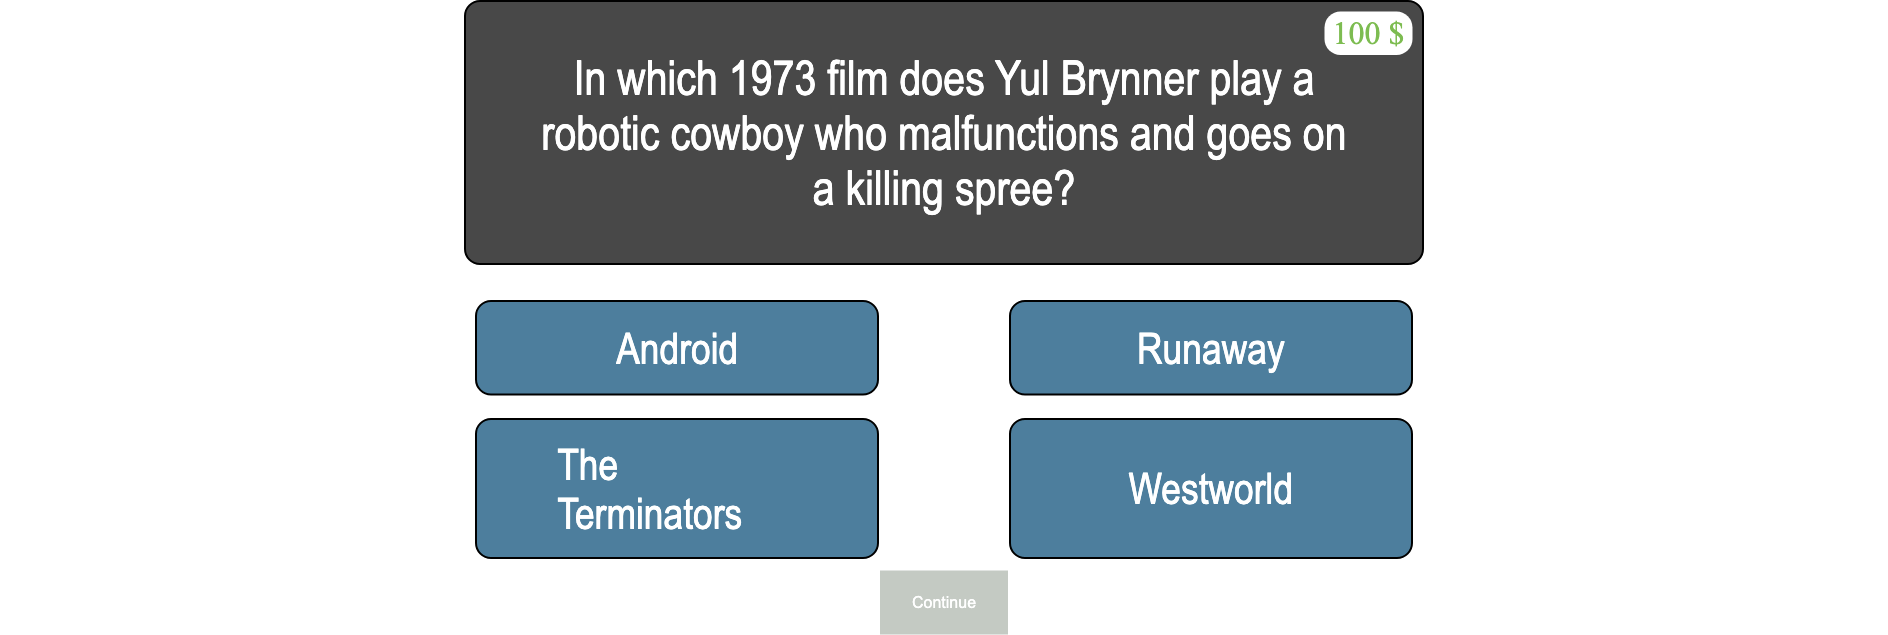 100 $
In which 1973 film does Yul Brynner play a
robotic cowboy who malfunctions and goes on
a killing spree?
Android
Runaway
The
Terminators
Westworld
Continue